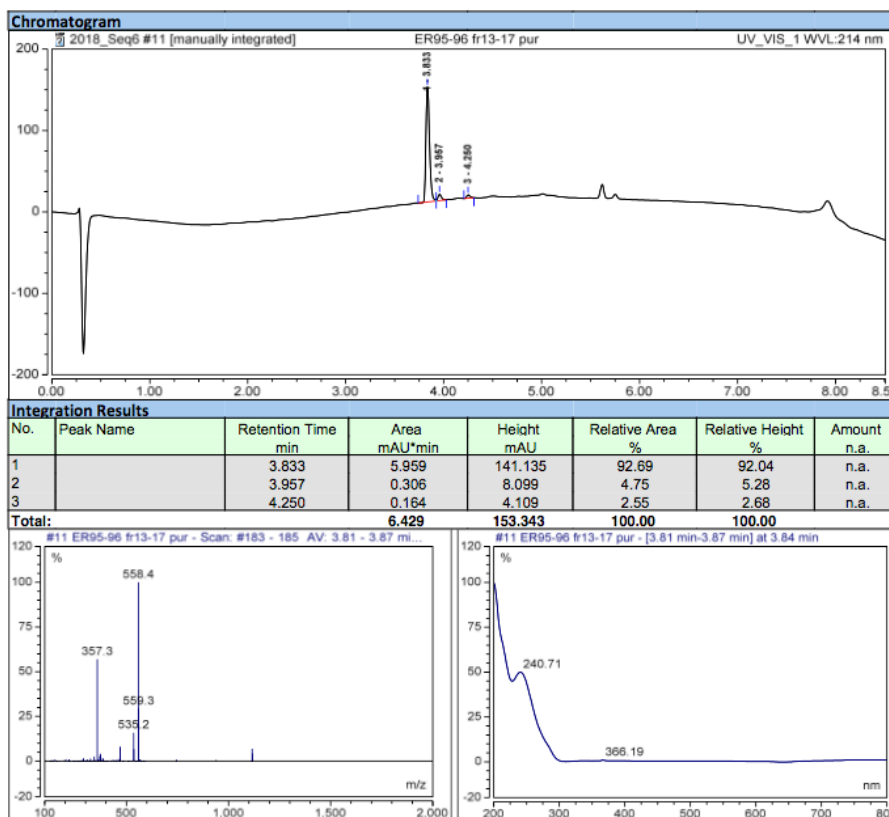 Chromatogram
2018_Seq6 #11 [manually integrated] ER95-96 fr13-17 pur UV_VIS_1 WVL:214 nm
200
100
0
-100
-200
1 - 3.833
2 - 3.957
3 - 4.250
0.00 1.00 2.00 3.00 4.00 5.00 6.00 7.00 8.00 8.5
Integration Results
No. Peak Name Retention Time Area Height Relative Area Relative Height Amount
min mAU*min mAU % % n.a.
1 3.833 5.959 141.135 92.69 92.04 n.a.
2 3.957 0.306 8.099 4.75 5.28 n.a.
3 4.250 0.164 4.109 2.55 2.68 n.a.
Total: 6.429 153.343 100.00 100.00
#11 ER95-96 fr13-17 pur - Scan: #183 - 185 AV: 3.81 - 3.87 mi...
120
100
75
50
25
0
-20
%
558.4
357.3
559.3
535.2
m/z
100 500 1.000 1.500 2.000
#11 ER95-96 fr13-17 pur - [3.81 min-3.87 min] at 3.84 min
120
100
75
50
25
0
-20
%
240.71
366.19
nm
200 300 400 500 600 700 800